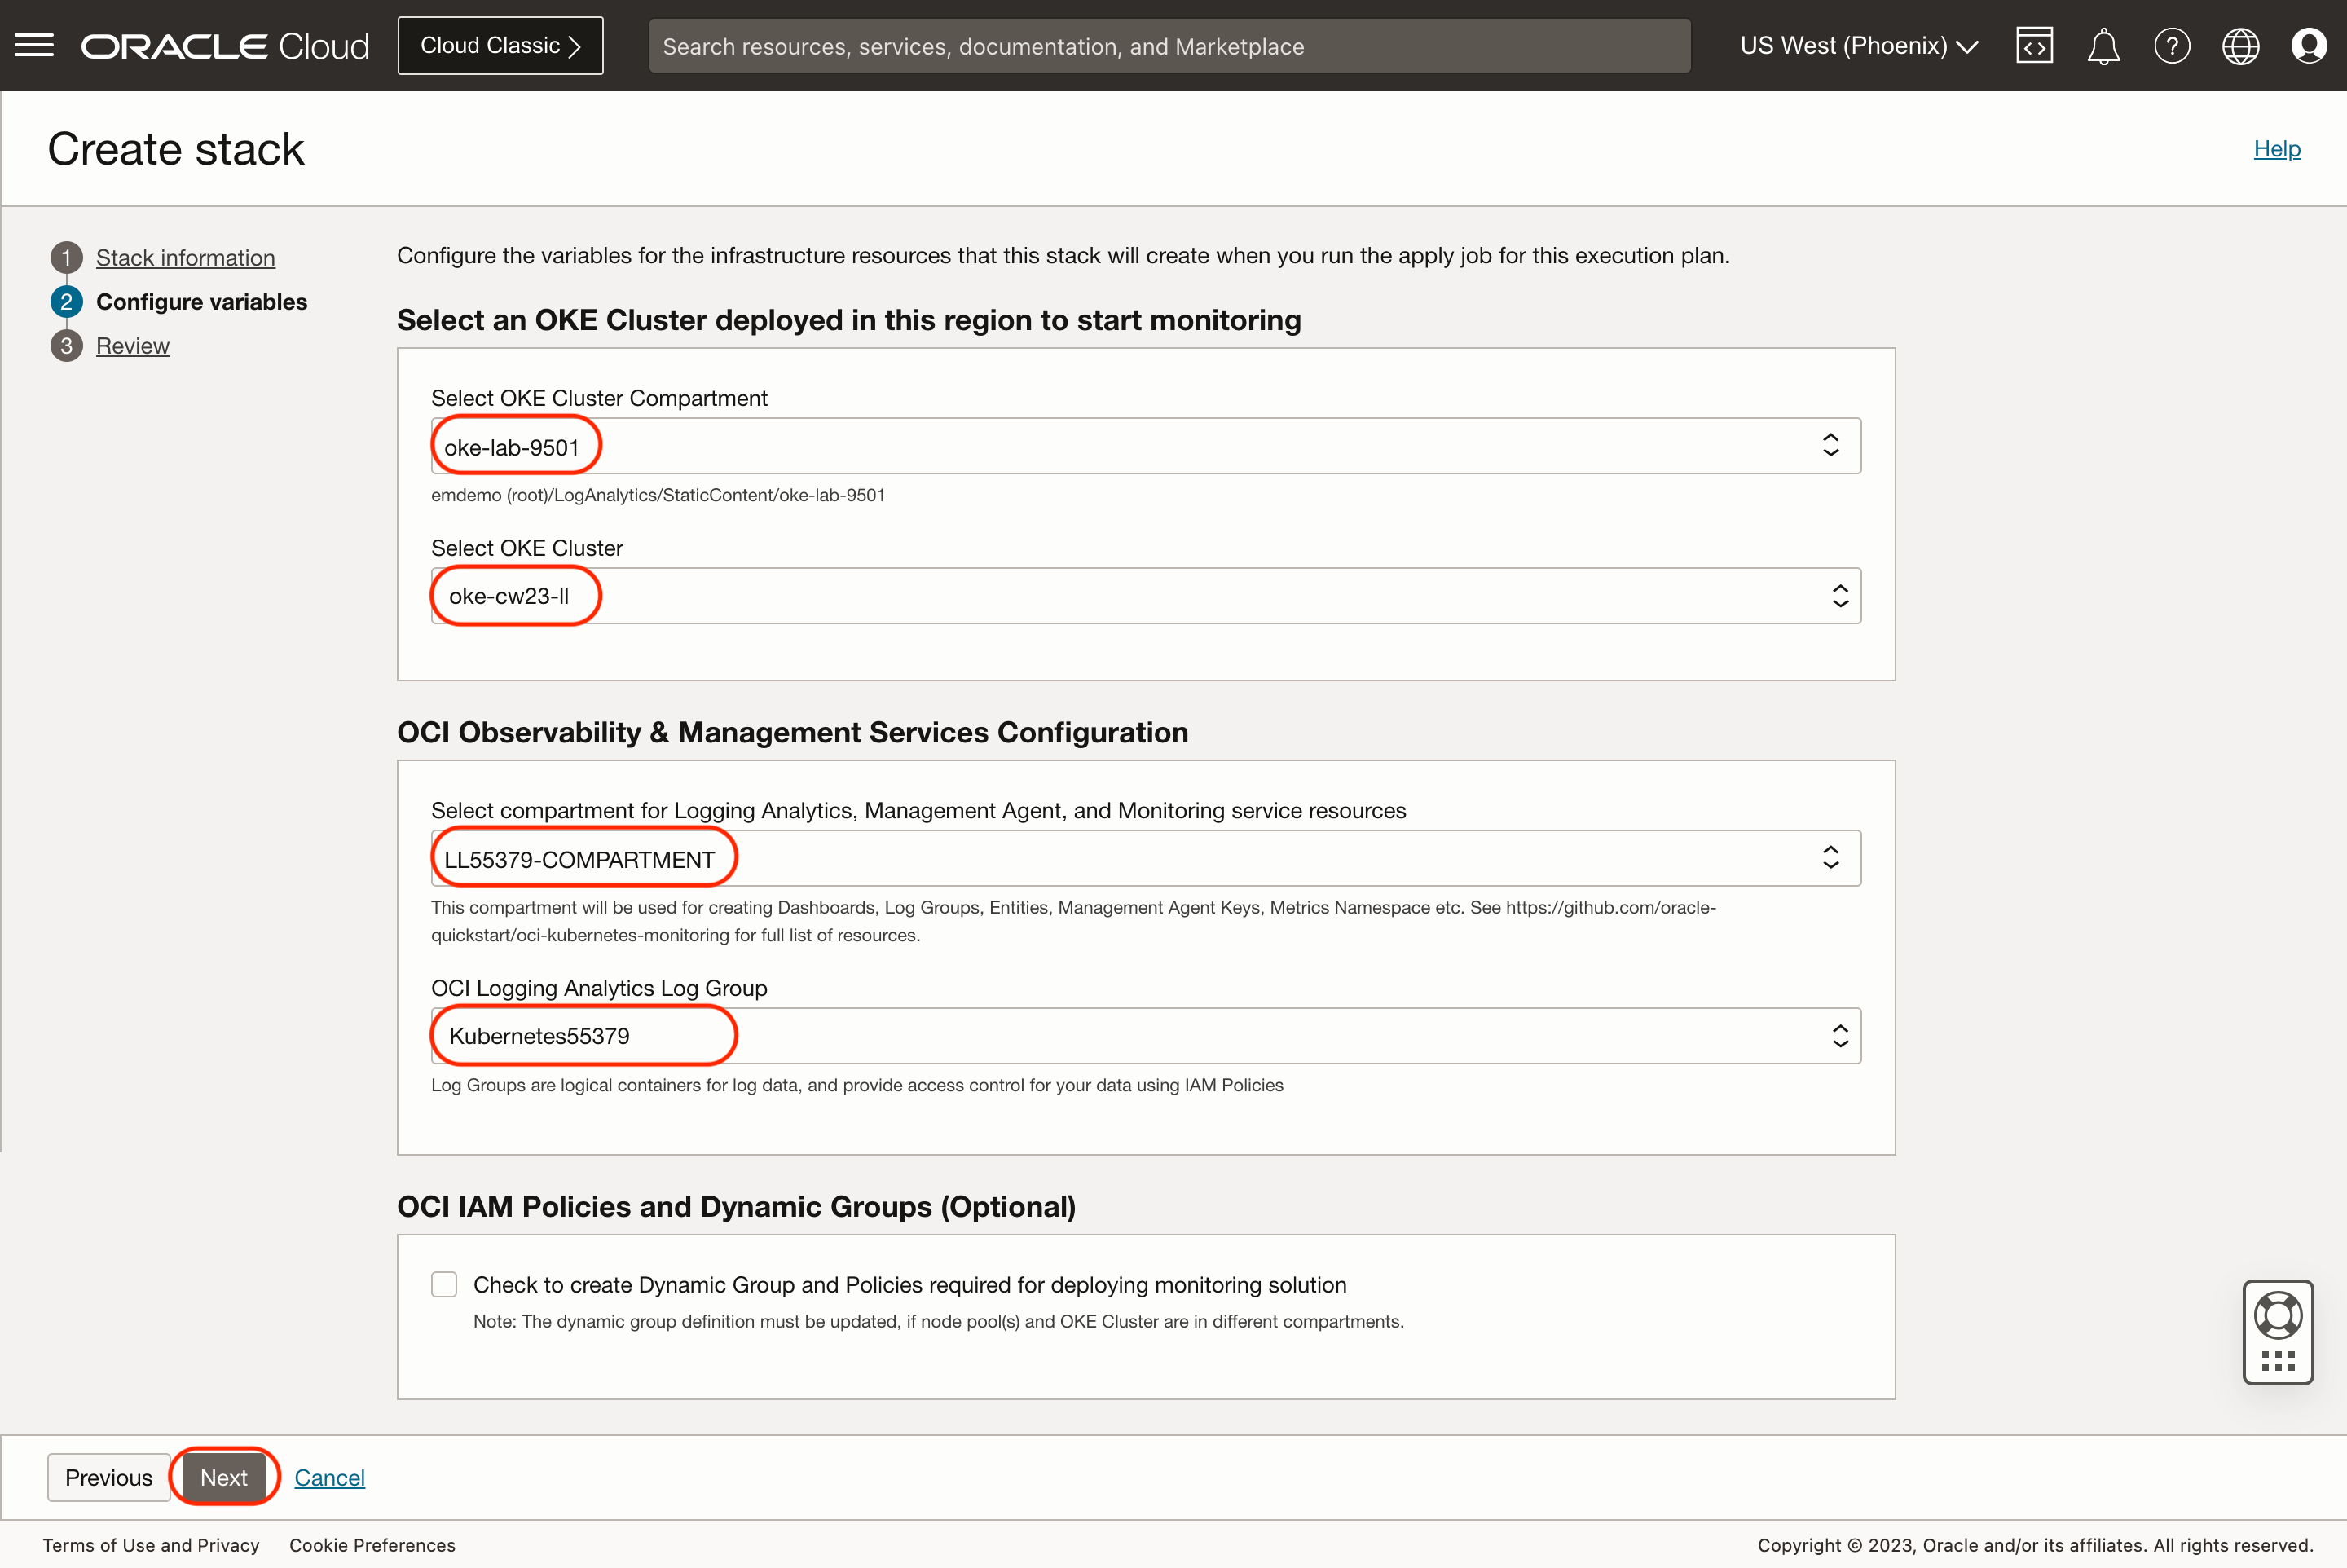 ORACLE Cloud
Cloud Classic
Search resources, services, documentation, and Marketplace
US West (Phoenix)
Create stack
Help
1 Stack information
2 Configure variables
3 Review
Configure the variables for the infrastructure resources that this stack will create when you run the apply job for this execution plan.
Select an OKE Cluster deployed in this region to start monitoring
Select OKE Cluster Compartment
oke-lab-9501
emdemo (root)/LogAnalytics/StaticContent/oke-lab-9501
Select OKE Cluster
oke-cw23-ll
OCI Observability & Management Services Configuration
Select compartment for Logging Analytics, Management Agent, and Monitoring service resources
LL55379-COMPARTMENT
This compartment will be used for creating Dashboards, Log Groups, Entities, Management Agent Keys, Metrics Namespace etc. See https://github.com/oracle-
quickstart/oci-kubernetes-monitoring for full list of resources.
OCI Logging Analytics Log Group
Kubernetes55379
Log Groups are logical containers for log data, and provide access control for your data using IAM Policies
OCI IAM Policies and Dynamic Groups (Optional)
Check to create Dynamic Group and Policies required for deploying monitoring solution
Note: The dynamic group definition must be updated, if node pool(s) and OKE Cluster are in different compartments.
Previous
Next
Cancel
Terms of Use and Privacy
Cookie Preferences
Copyright © 2023, Oracle and/or its affiliates. All rights reserved.